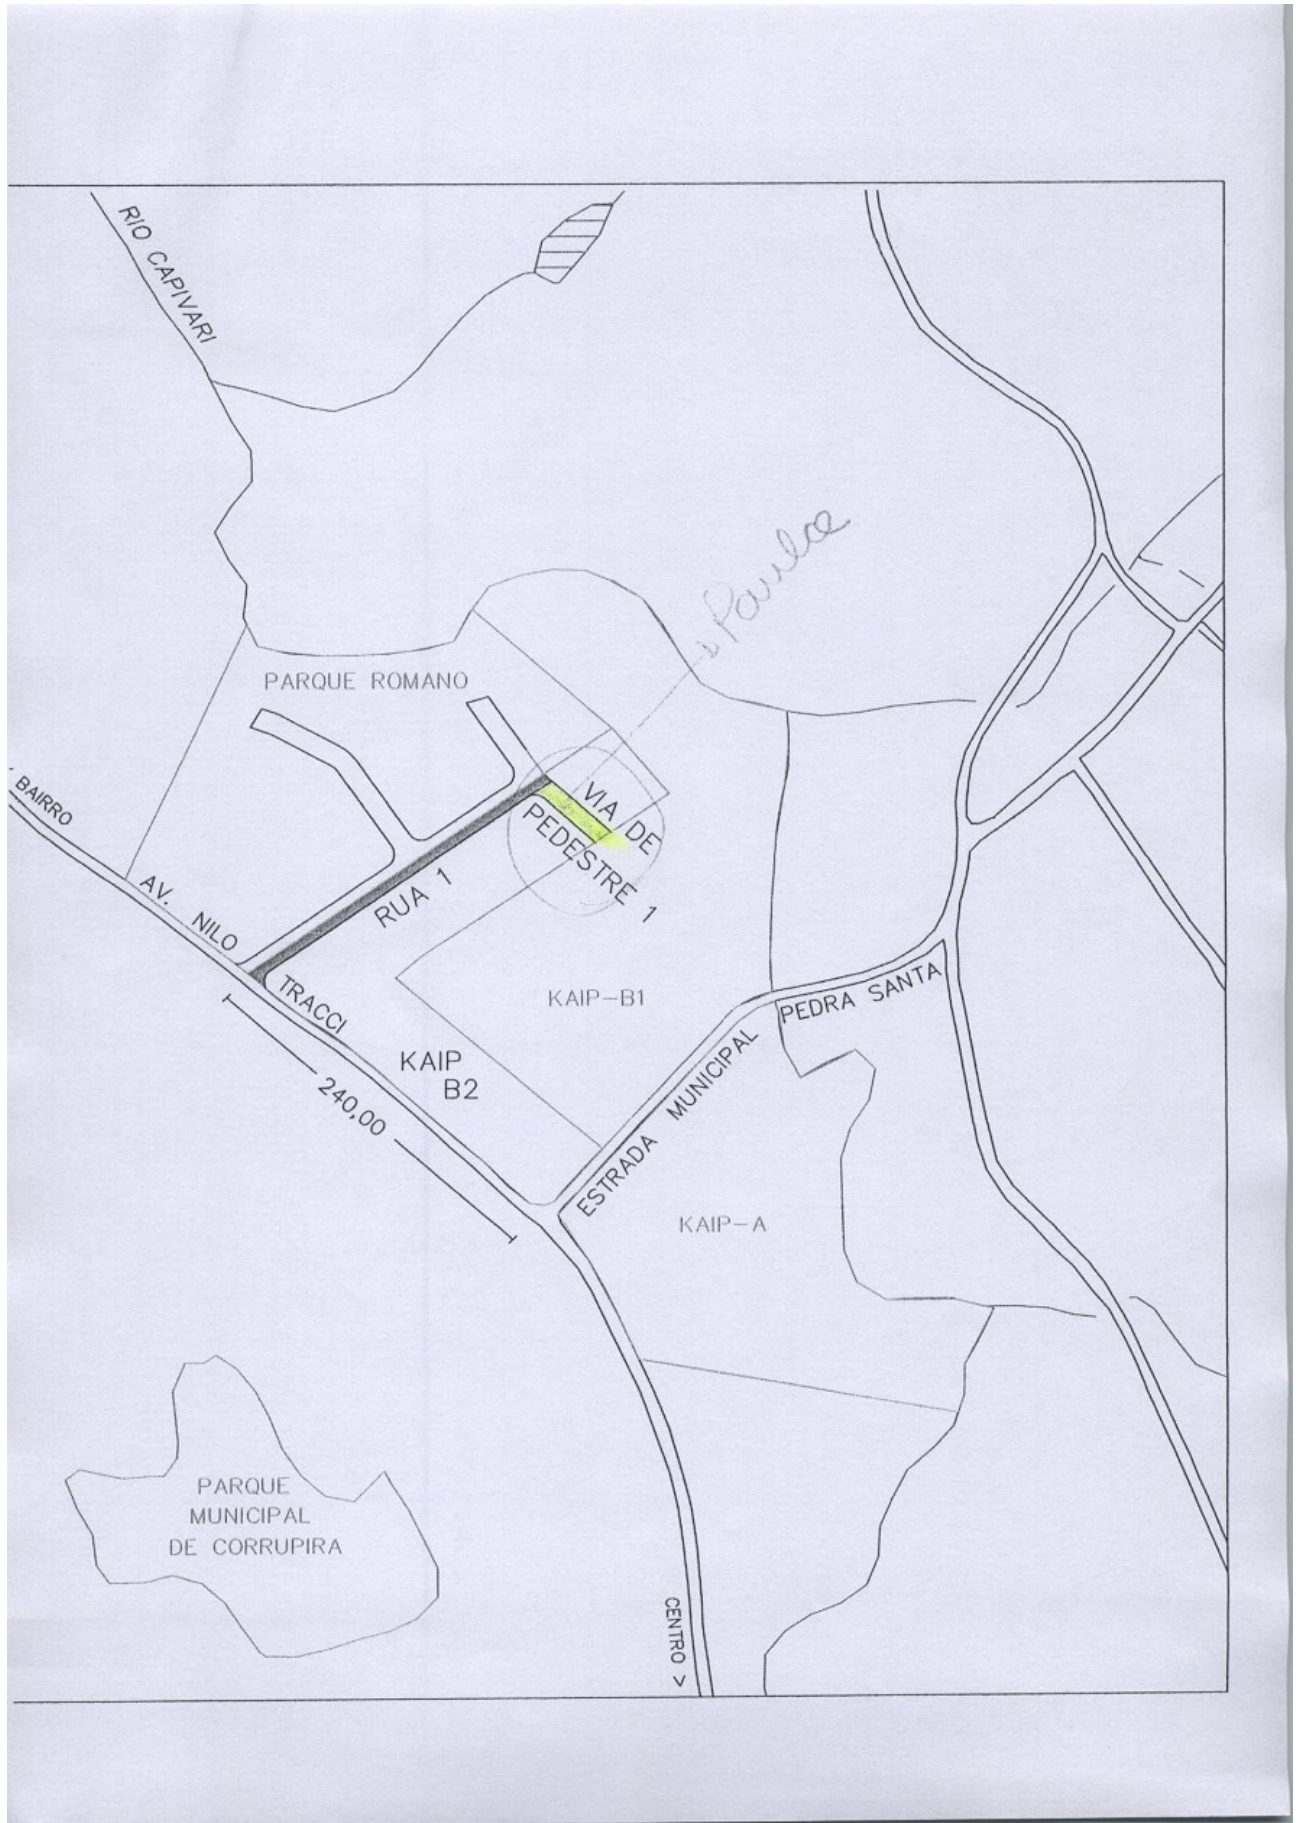 RIO CAPIVARI
PARQUE ROMANO
< BAIRRO
AV. NILO TRACCI
RUA 1
VIA DE
PEDESTRE 1
KAIP-B1
KAIP
B2
240,00
ESTRADA MUNICIPAL PEDRA SANTA
KAIP-A
PARQUE
MUNICIPAL
DE CORRUPIRA
CENTRO >